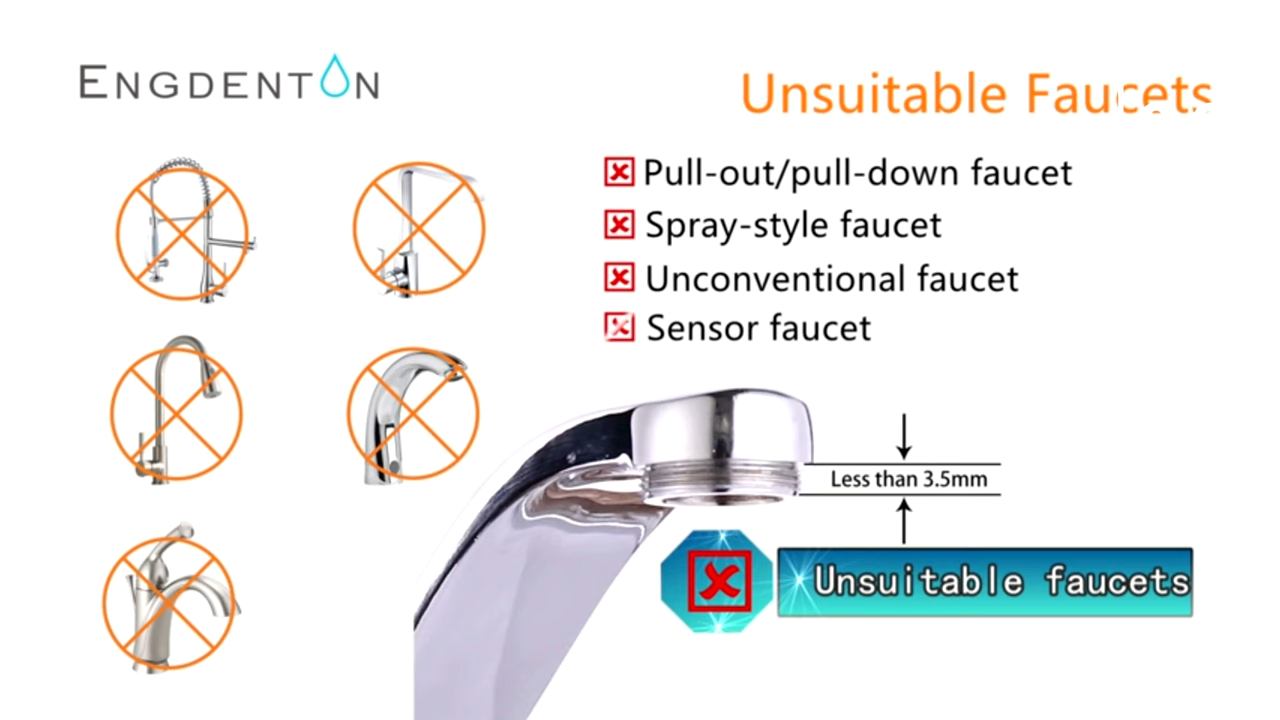 ENGDENTON
Unsuitable Faucets
Pull-out/pull-down faucet
Spray-style faucet
Unconventional faucet
Sensor faucet
Less than 3.5mm
Unsuitable faucets